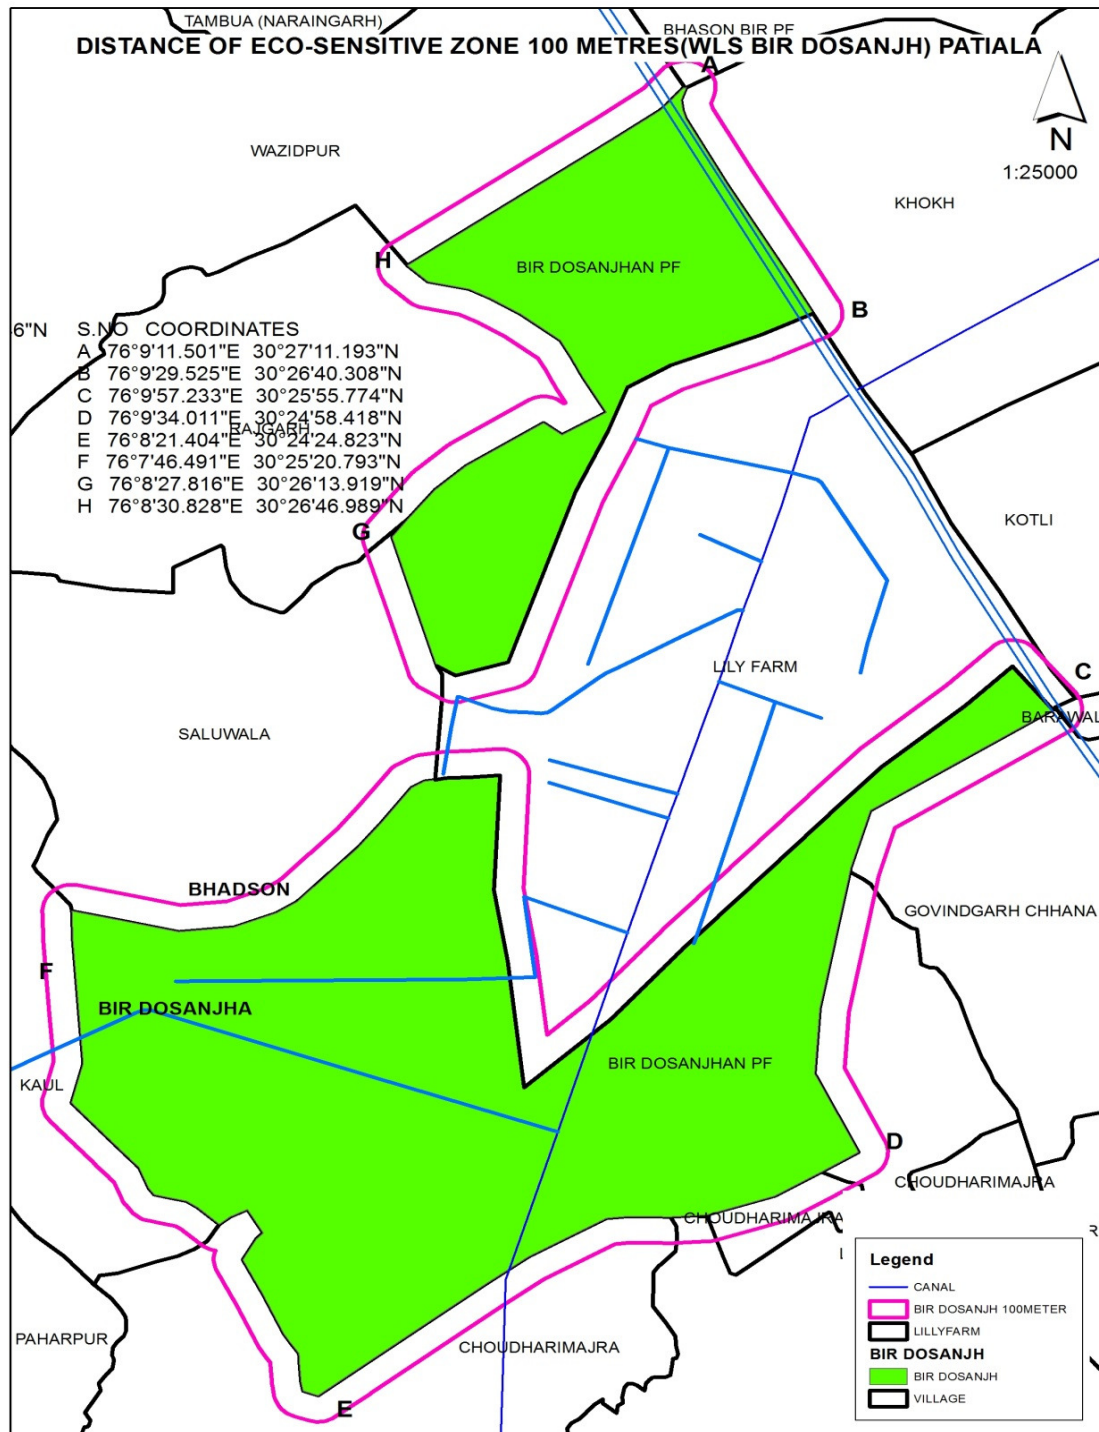 TAMBUA (NARAINGARH)
BHASON BIR PF
DISTANCE OF ECO-SENSITIVE ZONE 100 METRES(WLS BIR DOSANJH) PATIALA
A
N
1:25000
WAZIDPUR
KHOKH
H
BIR DOSANJHAN PF
B
6"N
S.NO COORDINATES
A 76°9'11.501"E 30°27'11.193"N
B 76°9'29.525"E 30°26'40.308"N
C 76°9'57.233"E 30°25'55.774"N
D 76°9'34.011"E 30°24'58.418"N
RAJGARH
E 76°8'21.404"E 30°24'24.823"N
F 76°7'46.491"E 30°25'20.793"N
G 76°8'27.816"E 30°26'13.919"N
H 76°8'30.828"E 30°26'46.989"N
KOTLI
G
LILY FARM
C
BARAWAL
SALUWALA
BHADSON
GOVINDGARH CHHANA
F
BIR DOSANJHA
BIR DOSANJHAN PF
KAUL
D
CHOUDHARIMAJRA
CHOUDHARIMAJRA
R
Legend
CANAL
BIR DOSANJH 100METER
LILLYFARM
BIR DOSANJH
BIR DOSANJH
VILLAGE
PAHARPUR
CHOUDHARIMAJRA
E